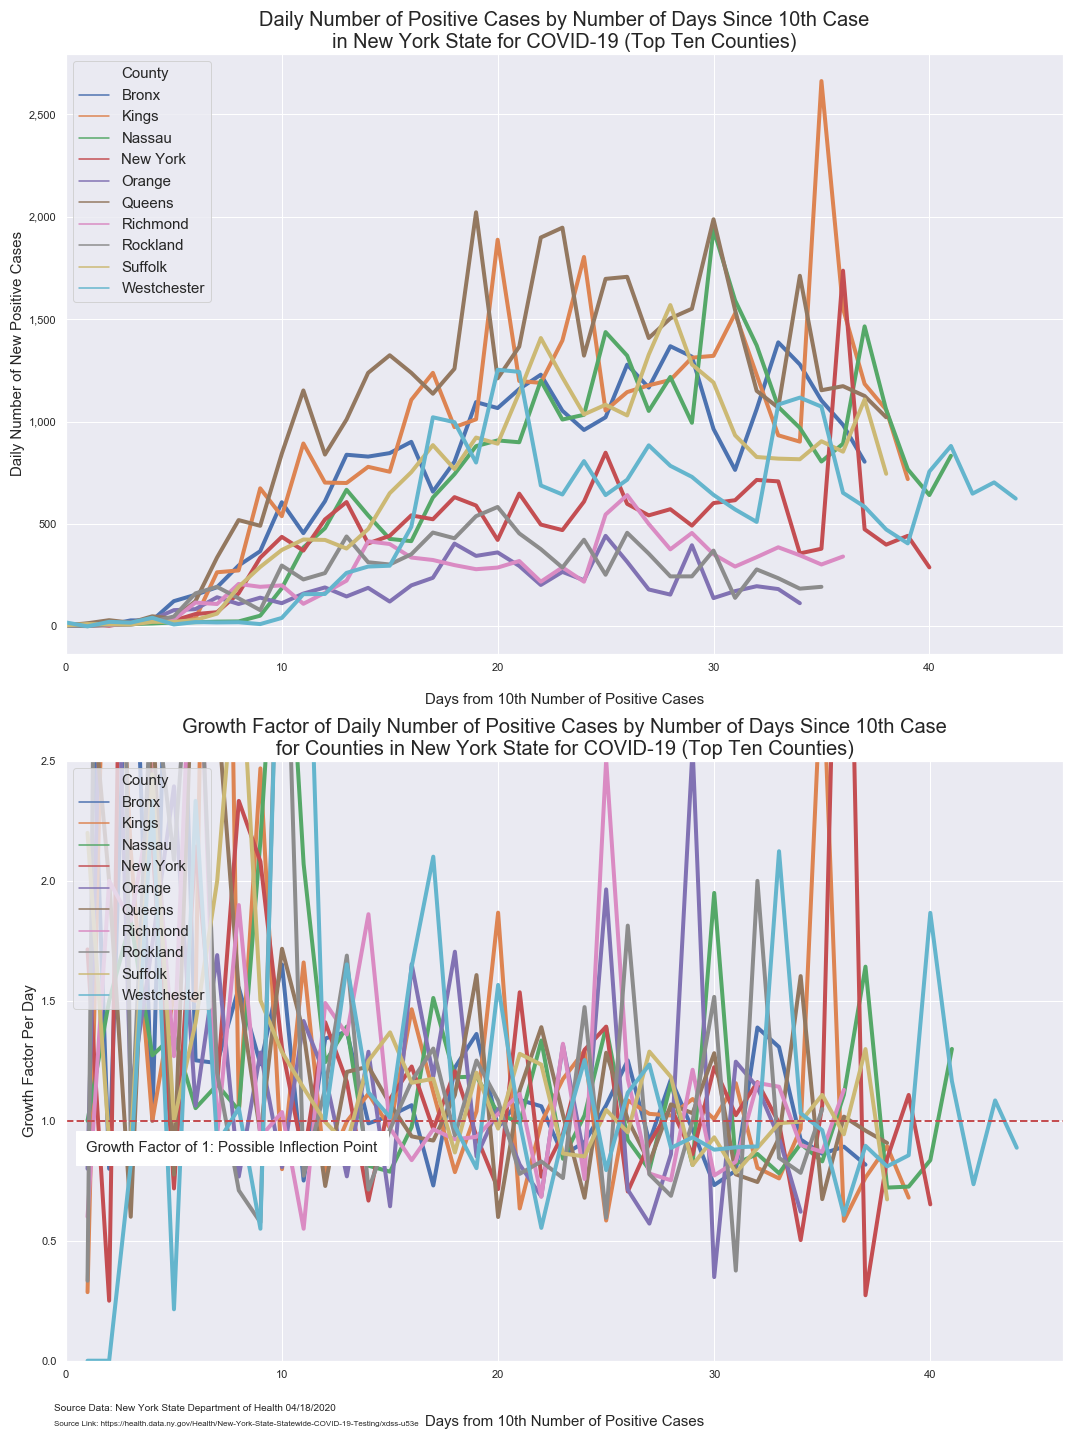 Daily Number of Positive Cases by Number of Days Since 10th Case
in New York State for COVID-19 (Top Ten Counties)
Daily Number of New Positive Cases
2,500
2,000
1,500
1,000
500
0
County
Bronx
Kings
Nassau
New York
Orange
Queens
Richmond
Rockland
Suffolk
Westchester
0 10 20 30 40
Days from 10th Number of Positive Cases
Growth Factor of Daily Number of Positive Cases by Number of Days Since 10th Case
for Counties in New York State for COVID-19 (Top Ten Counties)
Growth Factor Per Day
2.5
2.0
1.5
1.0
0.5
0.0
County
Bronx
Kings
Nassau
New York
Orange
Queens
Richmond
Rockland
Suffolk
Westchester
Growth Factor of 1: Possible Inflection Point
0 10 20 30 40
Days from 10th Number of Positive Cases
Source Data: New York State Department of Health 04/18/2020
Source Link: https://health.data.ny.gov/Health/New-York-State-Statewide-COVID-19-Testing/xdss-u53e